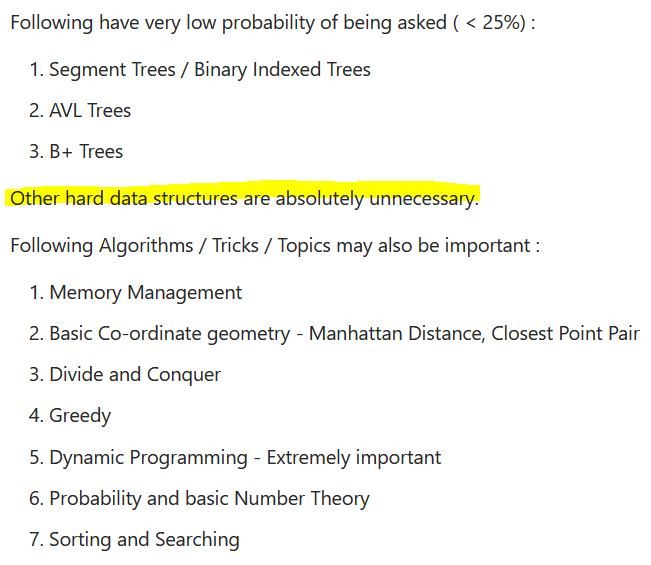 Following have very low probability of being asked ( < 25%) :
1. Segment Trees / Binary Indexed Trees
2. AVL Trees
3. B+ Trees
Other hard data structures are absolutely unnecessary.
Following Algorithms / Tricks / Topics may also be important :
1. Memory Management
2. Basic Co-ordinate geometry - Manhattan Distance, Closest Point Pair
3. Divide and Conquer
4. Greedy
5. Dynamic Programming - Extremely important
6. Probability and basic Number Theory
7. Sorting and Searching